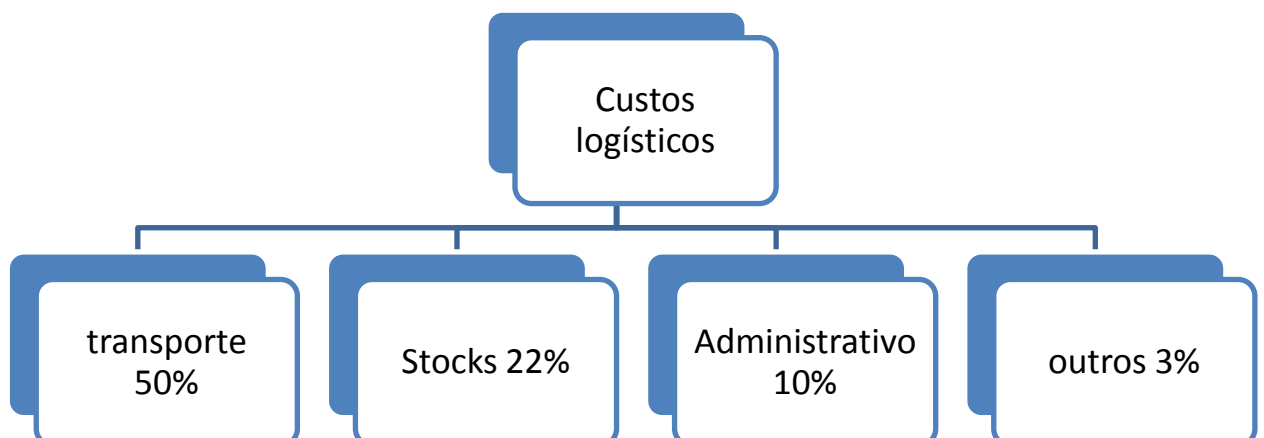 Custos
logísticos
transporte
50%
Stocks 22%
Administrativo
10%
outros 3%